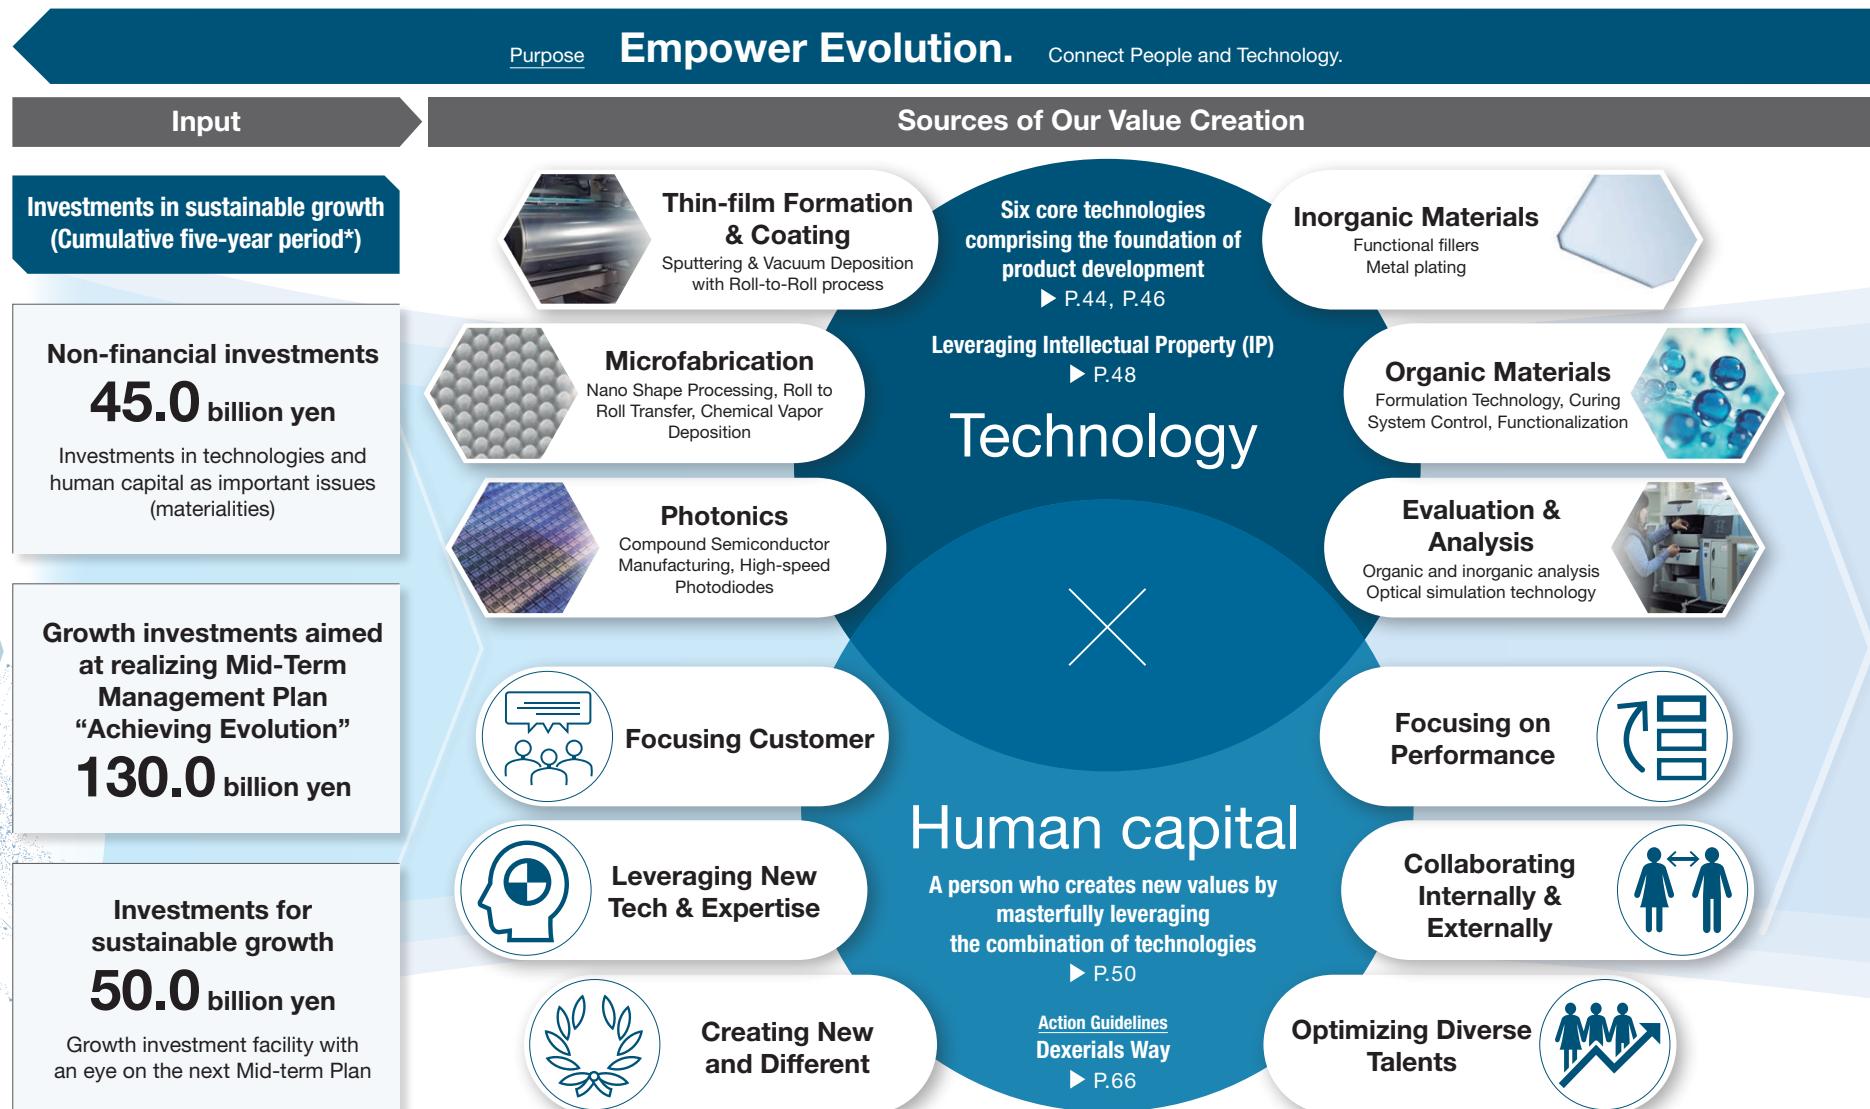 Purpose Empower Evolution. Connect People and Technology.
Input
Sources of Our Value Creation
Investments in sustainable growth
(Cumulative five-year period*)
Non-financial investments
45.0 billion yen
Investments in technologies and
human capital as important issues
(materialities)
Growth investments aimed
at realizing Mid-Term
Management Plan
“Achieving Evolution”
130.0 billion yen
Investments for
sustainable growth
50.0 billion yen
Growth investment facility with
an eye on the next Mid-term Plan
Thin-film Formation
& Coating
Sputtering & Vacuum Deposition
with Roll-to-Roll process
Microfabrication
Nano Shape Processing, Roll to
Roll Transfer, Chemical Vapor
Deposition
Photonics
Compound Semiconductor
Manufacturing, High-speed
Photodiodes
Six core technologies
comprising the foundation of
product development
▶ P.44, P.46
Leveraging Intellectual Property (IP)
▶ P.48
Technology
Inorganic Materials
Functional fillers
Metal plating
Organic Materials
Formulation Technology, Curing
System Control, Functionalization
Evaluation &
Analysis
Organic and inorganic analysis
Optical simulation technology
Focusing Customer
Leveraging New
Tech & Expertise
Creating New
and Different
Human capital
A person who creates new values by
masterfully leveraging
the combination of technologies
▶ P.50
Action Guidelines
Dexerials Way
▶ P.66
Focusing on
Performance
Collaborating
Internally &
Externally
Optimizing Diverse
Talents